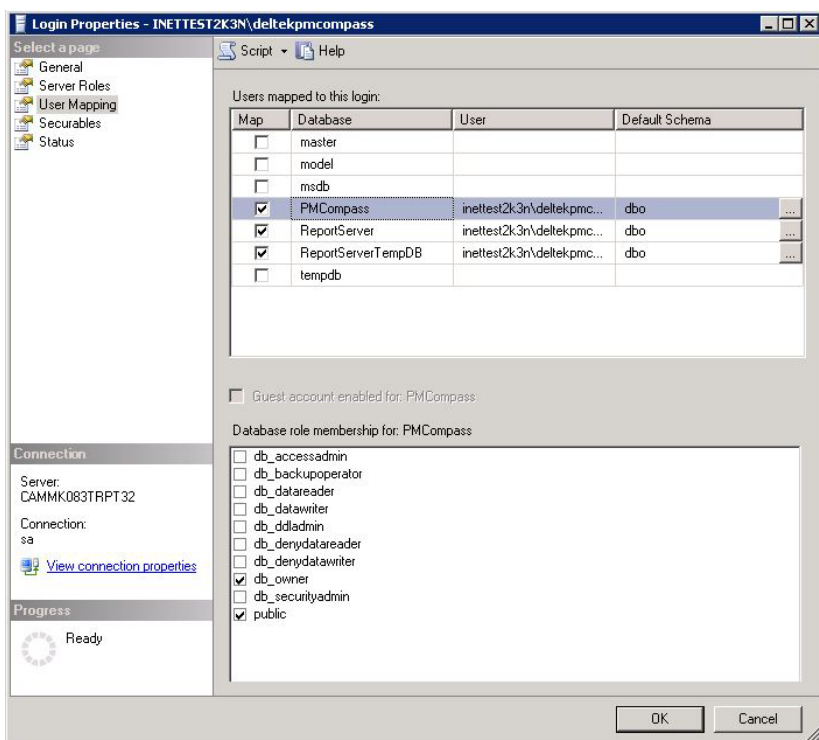 Login Properties - INETTEST2K3N\deltekpmcompass
Select a page
General
Server Roles
User Mapping
Securables
Status
Script Help
Users mapped to this login:
Map Database User Default Schema
master
model
msdb
PMCompass inettest2k3n\deltekpmc... dbo ...
ReportServer inettest2k3n\deltekpmc... dbo ...
ReportServerTempDB inettest2k3n\deltekpmc... dbo ...
tempdb
Guest account enabled for: PMCompass
Database role membership for: PMCompass
db_accessadmin
db_backupoperator
db_datareader
db_datawriter
db_ddladmin
db_denydatareader
db_denydatawriter
db_owner
db_securityadmin
public
Connection
Server:
CAMMK083TRPT32
Connection:
sa
View connection properties
Progress
Ready
OK Cancel